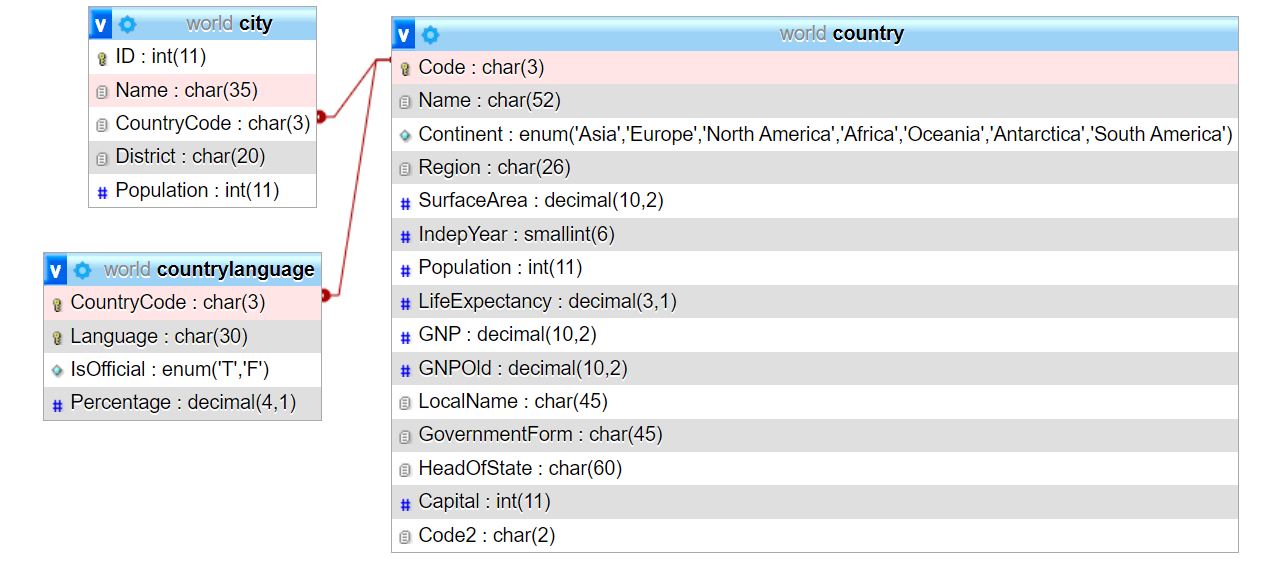 v world city
ID : int(11)
Name : char(35)
CountryCode : char(3)
District : char(20)
Population : int(11)
v world countrylanguage
CountryCode : char(3)
Language : char(30)
IsOfficial : enum('T','F')
Percentage : decimal(4,1)
v world country
Code : char(3)
Name : char(52)
Continent : enum('Asia','Europe','North America','Africa','Oceania','Antarctica','South America')
Region : char(26)
SurfaceArea : decimal(10,2)
IndepYear : smallint(6)
Population : int(11)
LifeExpectancy : decimal(3,1)
GNP : decimal(10,2)
GNPOld : decimal(10,2)
LocalName : char(45)
GovernmentForm : char(45)
HeadOfState : char(60)
Capital : int(11)
Code2 : char(2)